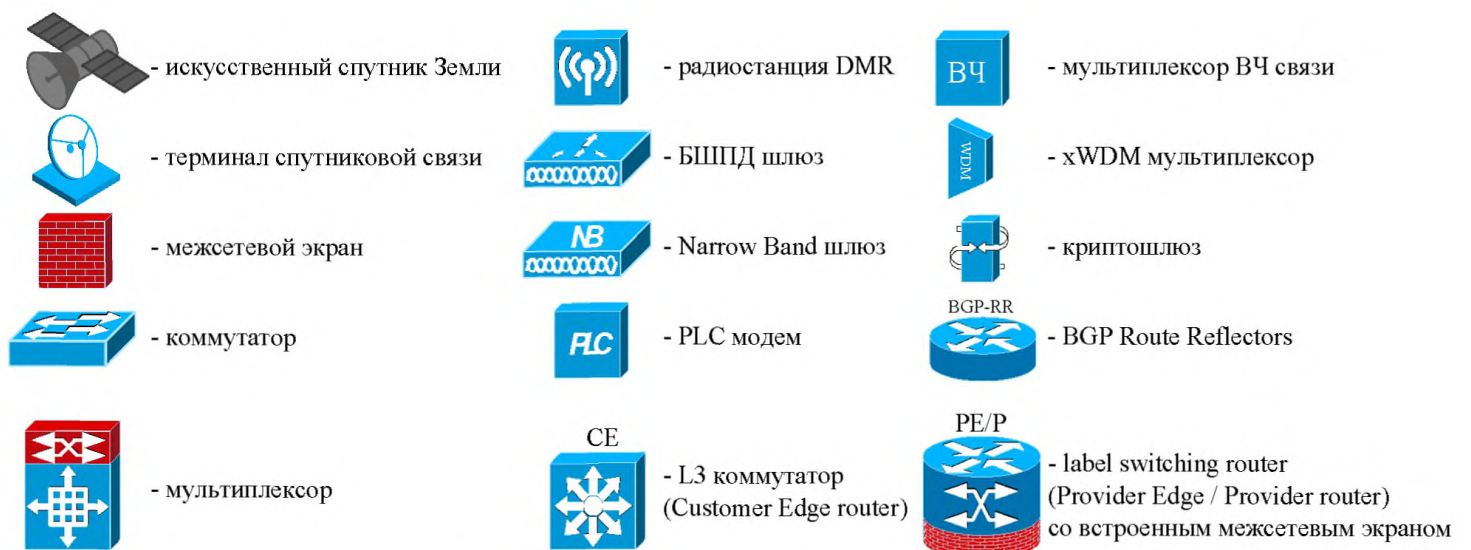 - искусственный спутник Земли
- радиостанция DMR
ВЧ
- мультиплексор ВЧ связи
- терминал спутниковой связи
- БШПД шлюз
WDM
- xWDM мультиплексор
- межсетевой экран
NB
- Narrow Band шлюз
- криптошлюз
- коммутатор
PLC
- PLC модем
BGP-RR
- BGP Route Reflectors
- мультиплексор
CE
- L3 коммутатор
(Customer Edge router)
PE/P
- label switching router
(Provider Edge / Provider router)
со встроенным межсетевым экраном